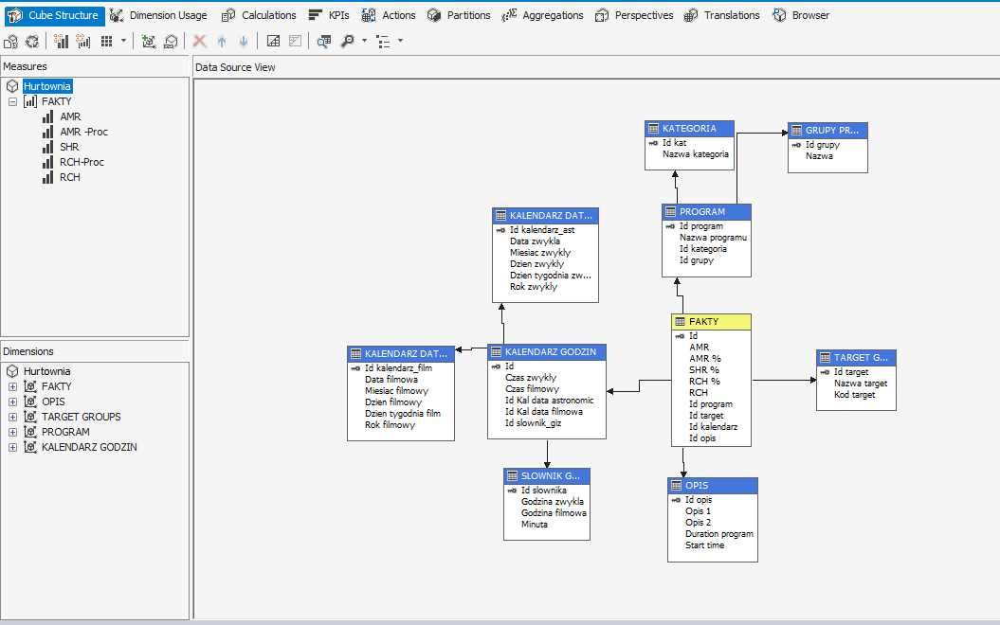 Cube Structure Dimension Usage Calculations KPIs Actions Partitions Aggregations Perspectives Translations Browser
Measures
Hurtownia
FAKTY
AMR
AMR -Proc
SHR
RCH-Proc
RCH
Dimensions
Hurtownia
FAKTY
OPIS
TARGET GROUPS
PROGRAM
KALENDARZ GODZIN
Data Source View
KATEGORIA
Id kat
Nazwa kategoria
GRUPY PR...
Id grupy
Nazwa
PROGRAM
Id program
Nazwa programu
Id kategoria
Id grupy
KALENDARZ DAT...
Id kalendarz_ast
Data zwykla
Miesiac zwykly
Dzien zwykly
Dzien tygodnia zw...
Rok zwykly
FAKTY
Id
AMR
AMR %
SHR %
RCH %
RCH
Id program
Id target
Id kalendarz
Id opis
KALENDARZ DAT...
Id kalendarz_film
Data filmowa
Miesiac filmowy
Dzien filmowy
Dzien tygodnia film
Rok filmowy
KALENDARZ GODZIN
Id
Czas zwykly
Czas filmowy
Id Kal data astronomic
Id Kal data filmowa
Id slownik_giz
TARGET G...
Id target
Nazwa target
Kod target
SLOWNIK G...
Id slownika
Godzina zwykla
Godzina filmowa
Minuta
OPIS
Id opis
Opis 1
Opis 2
Duration program
Start time